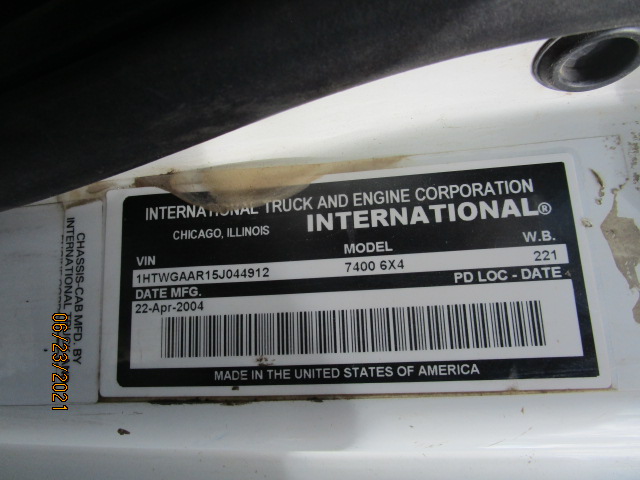 INTERNATIONAL TRUCK AND ENGINE CORPORATION
CHICAGO, ILLINOIS INTERNATIONAL®
VIN MODEL W.B.
1HTWGAAR15J044912 7400 6X4 221
DATE MFG. PD LOC - DATE
22-Apr-2004 4
MADE IN THE UNITED STATES OF AMERICA
CHASSIS-CAB MFD. BY
INTERNATIONAL
06/23/2021